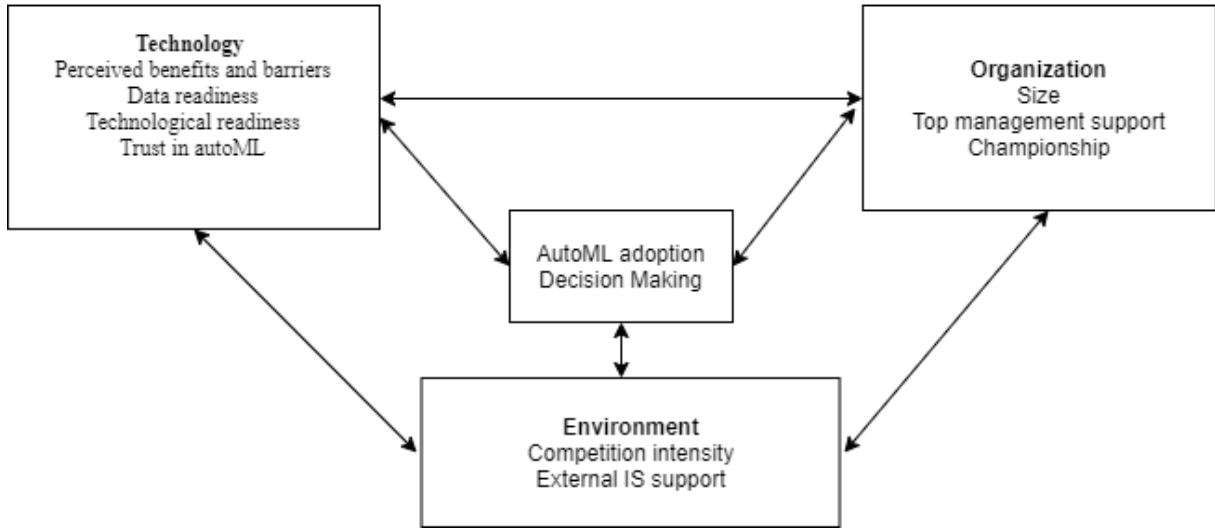 Technology
Perceived benefits and barriers
Data readiness
Technological readiness
Trust in autoML
Organization
Size
Top management support
Championship
AutoML adoption
Decision Making
Environment
Competition intensity
External IS support